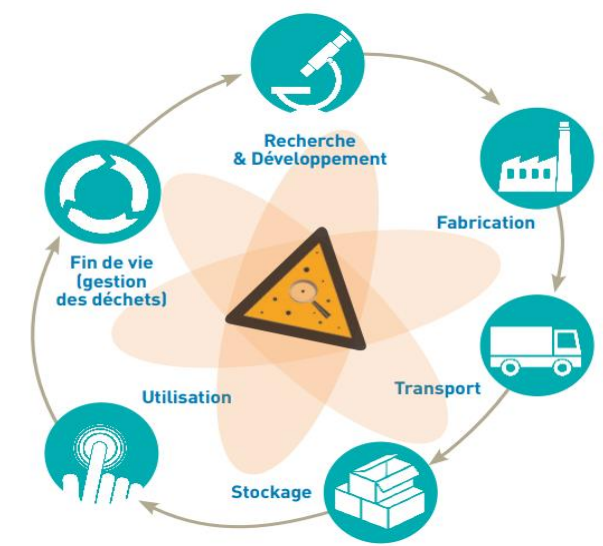 Recherche
& Développement
Fabrication
Transport
Stockage
Utilisation
Fin de vie
(gestion
des déchets)